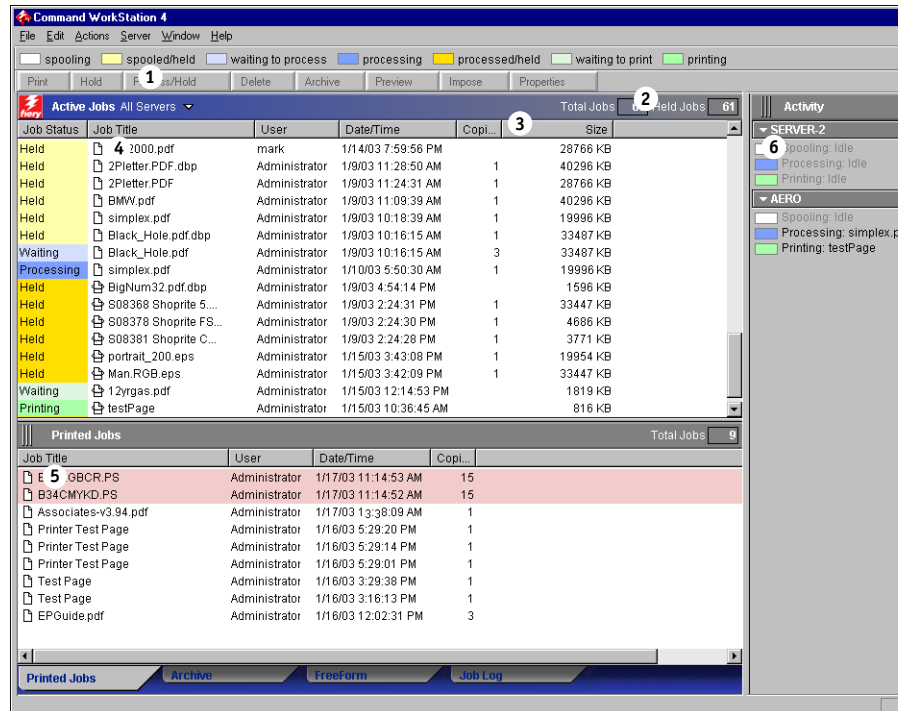 Command WorkStation 4
File Edit Actions Server Window Help
spooling spooled/held waiting to process processing processed/held waiting to print printing
Print Hold 1 ss/Hold Delete Archive Preview Impose Properties
fiery Active Jobs All Servers Total Jobs 2 Held Jobs 61 Activity
Job Status Job Title User Date/Time Copi... 3 Size
SERVER-2
Held 4 2000.pdf mark 1/14/03 7:59:56 PM 28766 KB
6 Spooling: Idle
Held 2Pletter.PDF.dbp Administrator 1/9/03 11:28:50 AM 1 40296 KB
Processing: Idle
Held 2Pletter.PDF Administrator 1/9/03 11:24:31 AM 1 28766 KB
Printing: Idle
Held BMW.pdf Administrator 1/9/03 11:09:39 AM 1 40296 KB
AERO
Held simplex.pdf Administrator 1/9/03 10:18:39 AM 1 19996 KB
Spooling: Idle
Held Black_Hole.pdf.dbp Administrator 1/9/03 10:16:15 AM 1 33487 KB
Processing: simplex.p
Waiting Black_Hole.pdf Administrator 1/9/03 10:16:15 AM 3 33487 KB
Printing: testPage
Processing simplex.pdf Administrator 1/10/03 5:50:30 AM 1 19996 KB
Held BigNum32.pdf.dbp Administrator 1/9/03 4:54:14 PM 1596 KB
Held S08368 Shoprite 5.... Administrator 1/9/03 2:24:31 PM 1 33447 KB
Held S08378 Shoprite FS... Administrator 1/9/03 2:24:30 PM 1 4686 KB
Held S08381 Shoprite C... Administrator 1/9/03 2:24:28 PM 1 3771 KB
Held portrait_200.eps Administrator 1/15/03 3:43:08 PM 1 19954 KB
Held Man.RGB.eps Administrator 1/15/03 3:42:09 PM 1 33447 KB
Waiting 12yrgas.pdf Administrator 1/15/03 12:14:53 PM 1819 KB
Printing testPage Administrator 1/15/03 10:36:45 AM 816 KB
Printed Jobs Total Jobs 9
Job Title User Date/Time Copi...
5 GBCR.PS Administrator 1/17/03 11:14:53 AM 15
B34CMYKD.PS Administrator 1/17/03 11:14:52 AM 15
Associates-v3.94.pdf Administrator 1/17/03 13:38:09 AM 1
Printer Test Page Administrator 1/16/03 5:29:20 PM 1
Printer Test Page Administrator 1/16/03 5:29:14 PM 1
Printer Test Page Administrator 1/16/03 5:29:01 PM 1
Test Page Administrator 1/16/03 3:29:38 PM 1
Test Page Administrator 1/16/03 3:16:13 PM 1
EPGuide.pdf Administrator 1/16/03 12:02:31 PM 3
Printed Jobs Archive FreeForm Job Log